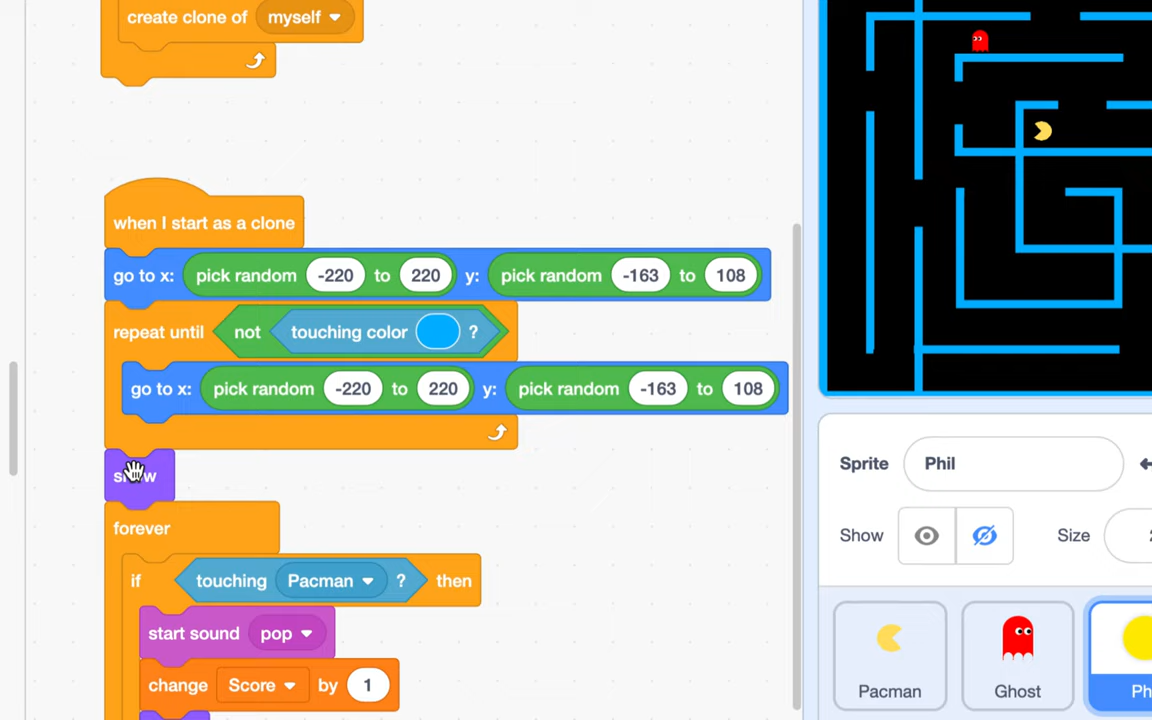 create clone of myself
when I start as a clone
go to x: pick random -220 to 220 y: pick random -163 to 108
repeat until not touching color ?
go to x: pick random -220 to 220 y: pick random -163 to 108
forever
if touching Pacman ? then
start sound pop
change Score by 1
Sprite Phil
Show Size
Pacman Ghost